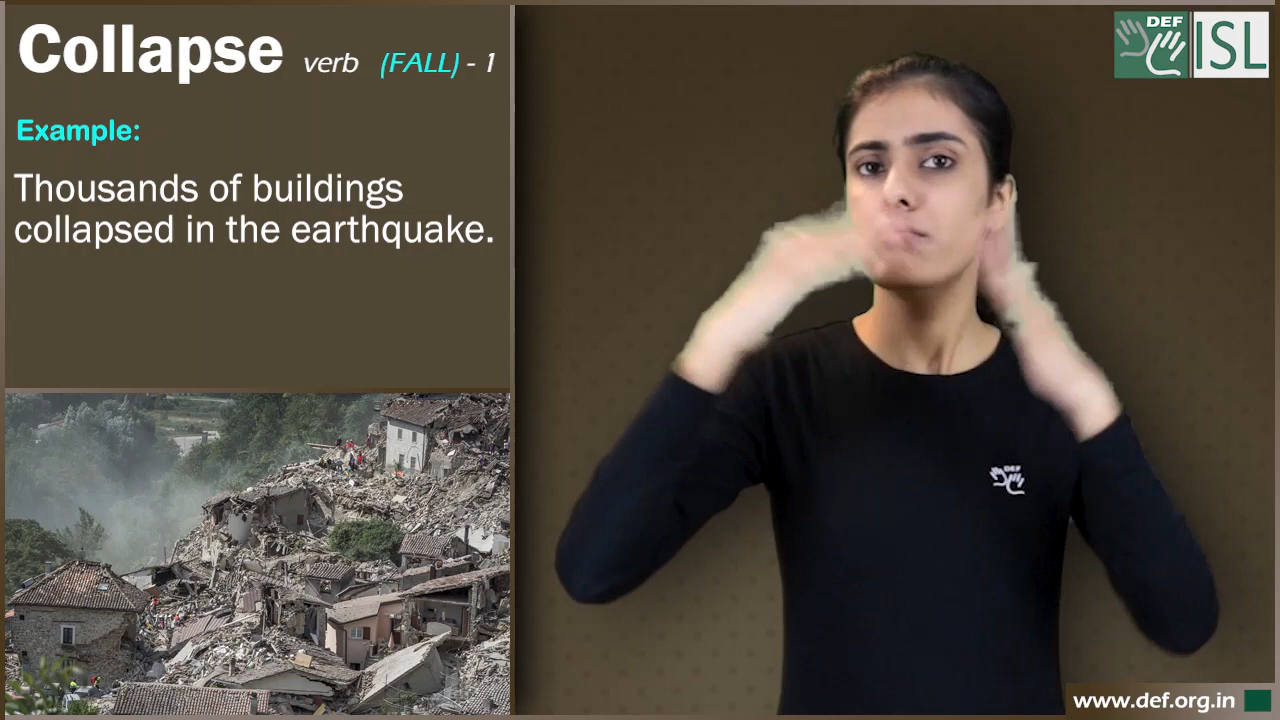 Collapse verb (FALL) - 1
Example:
Thousands of buildings
collapsed in the earthquake.
DEF
ISL
DEF
www.def.org.in